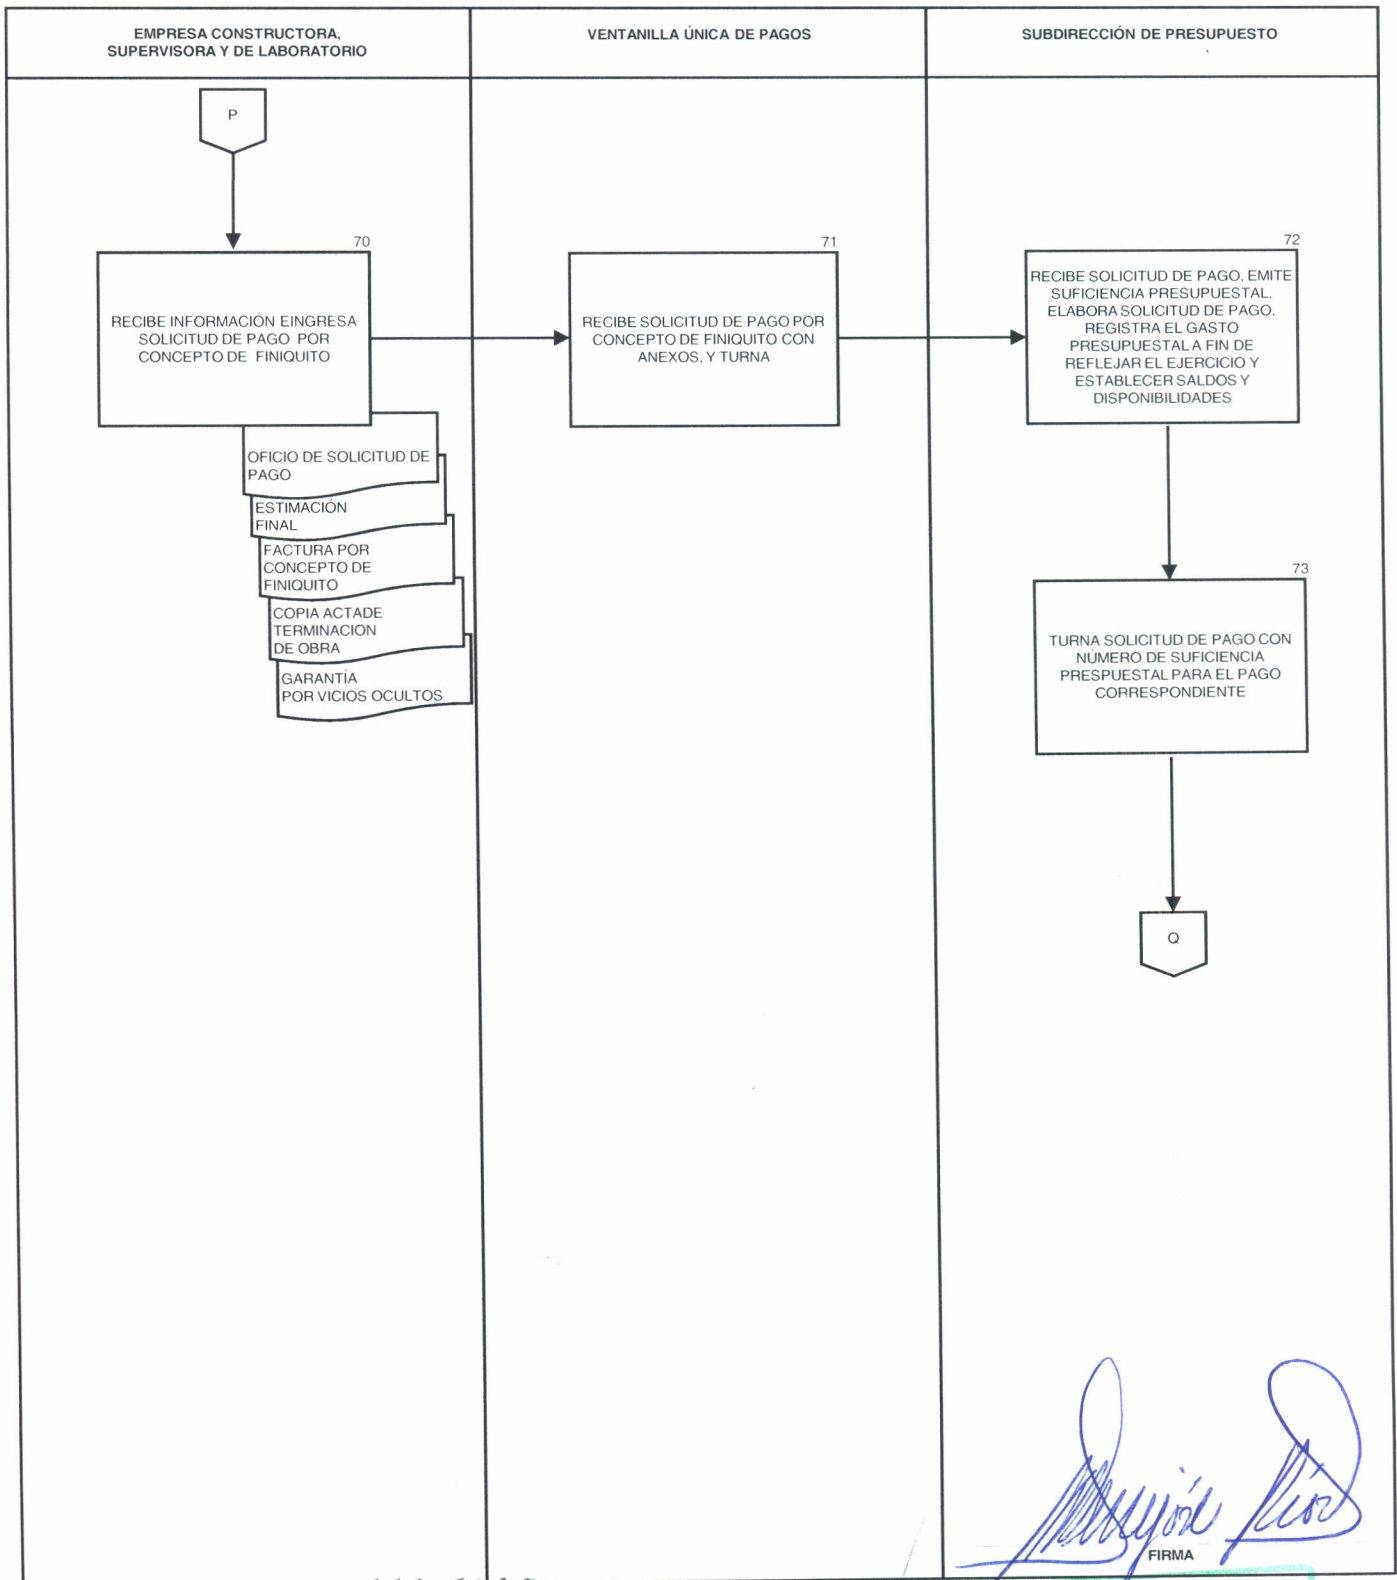 EMPRESA CONSTRUCTORA,
SUPERVISORA Y DE LABORATORIO
VENTANILLA ÚNICA DE PAGOS
SUBDIRECCIÓN DE PRESUPUESTO
P
70
RECIBE INFORMACIÓN EINGRESA
SOLICITUD DE PAGO POR
CONCEPTO DE FINIQUITO
OFICIO DE SOLICITUD DE
PAGO
ESTIMACIÓN
FINAL
FACTURA POR
CONCEPTO DE
FINIQUITO
COPIA ACTADE
TERMINACION
DE OBRA
GARANTÍA
POR VICIOS OCULTOS
71
RECIBE SOLICITUD DE PAGO POR
CONCEPTO DE FINIQUITO CON
ANEXOS, Y TURNA
72
RECIBE SOLICITUD DE PAGO, EMITE
SUFICIENCIA PRESUPUESTAL,
ELABORA SOLICITUD DE PAGO,
REGISTRA EL GASTO
PRESUPUESTAL A FIN DE
REFLEJAR EL EJERCICIO Y
ESTABLECER SALDOS Y
DISPONIBILIDADES
73
TURNA SOLICITUD DE PAGO CON
NÚMERO DE SUFICIENCIA
PRESPUESTAL PARA EL PAGO
CORRESPONDIENTE
Q
FIRMA